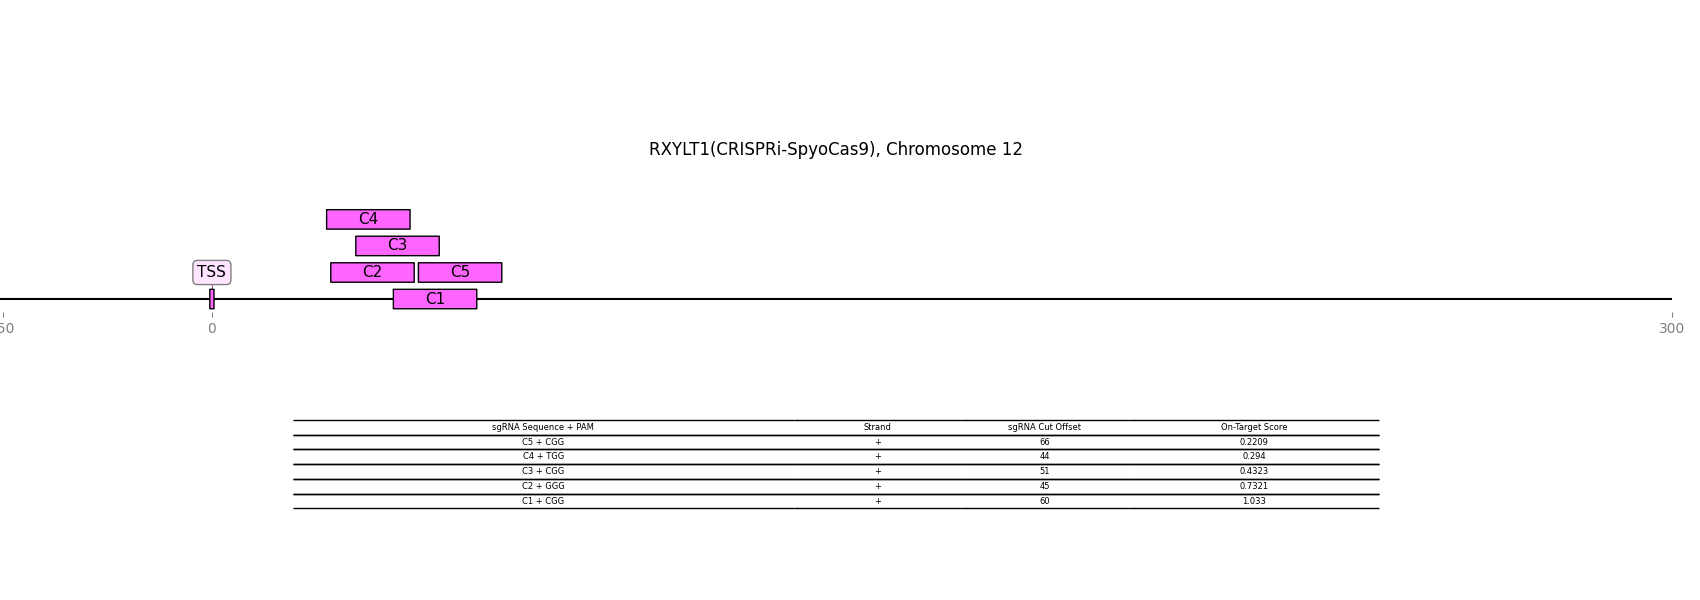 RXYLT1(CRISPRi-SpyoCas9), Chromosome 12
C4
C3
TSS C2 C5
C1
50 0 300
sgRNA Sequence + PAM Strand sgRNA Cut Offset On-Target Score
C5 + CGG + 66 0.2209
C4 + TGG + 44 0.294
C3 + CGG + 51 0.4323
C2 + GGG + 45 0.7321
C1 + CGG + 60 1.033